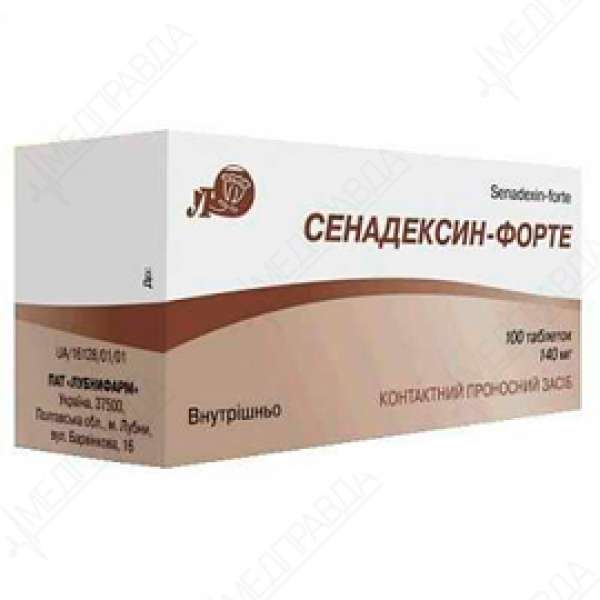 Senadexin-forte
СЕНАДЕКСИН-ФОРТЕ
100 таблеток
140 мг
КОНТАКТНИЙ ПРОНОСНИЙ ЗАСІБ
Внутрішньо
UA/16128/01/01
ПАТ «ЛУБНИФАРМ»
Україна, 37500,
Полтавська обл., м. Лубни,
вул. Барвінкова, 16
МЕДПРАВДА